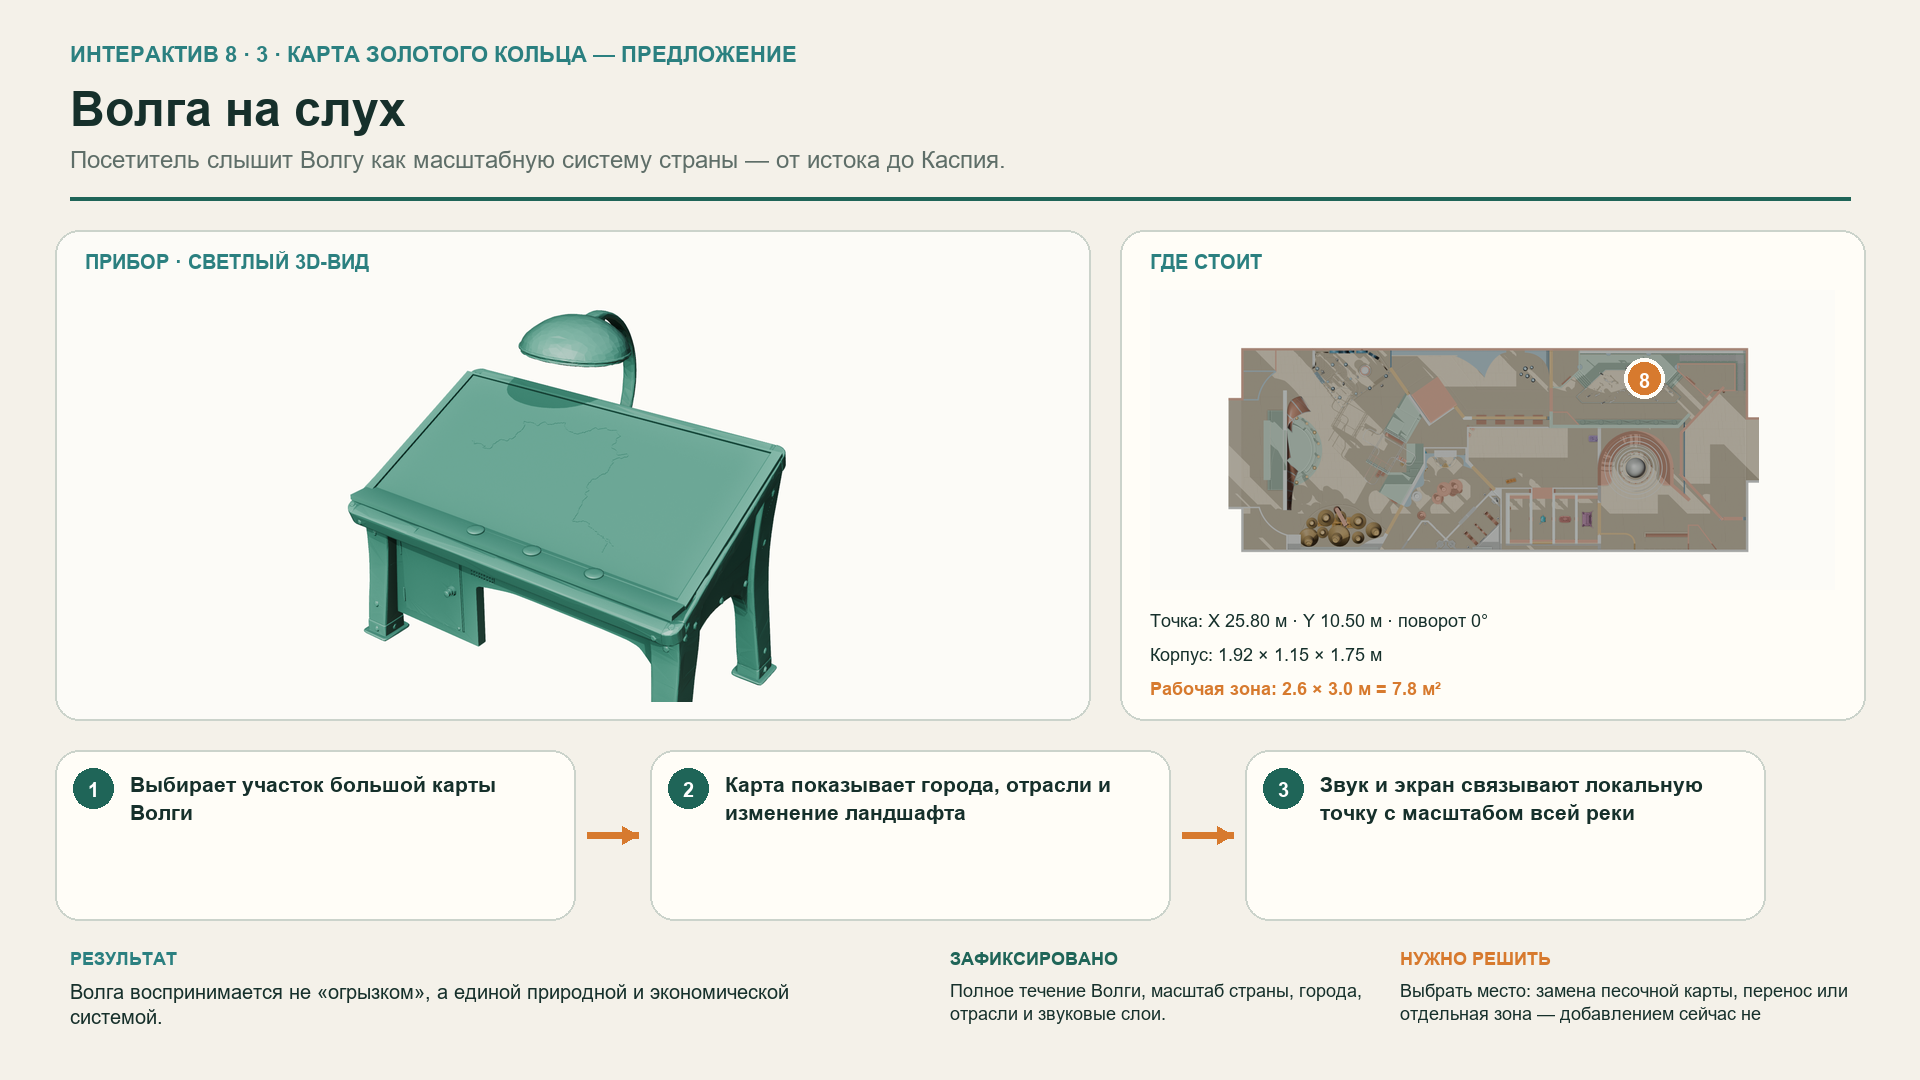 ИНТЕРАКТИВ 8 · 3 · КАРТА ЗОЛОТОГО КОЛЬЦА — ПРЕДЛОЖЕНИЕ
Волга на слух
Посетитель слышит Волгу как масштабную систему страны — от истока до Каспия.
ПРИБОР · СВЕТЛЫЙ 3D-ВИД
ГДЕ СТОИТ
8
Точка: X 25.80 м · Y 10.50 м · поворот 0°
Корпус: 1.92 × 1.15 × 1.75 м
Рабочая зона: 2.6 × 3.0 м = 7.8 м²
1
Выбирает участок большой карты
Волги
2
Карта показывает города, отрасли и
изменение ландшафта
3
Звук и экран связывают локальную
точку с масштабом всей реки
РЕЗУЛЬТАТ
Волга воспринимается не «огрызком», а единой природной и экономической
системой.
ЗАФИКСИРОВАНО
Полное течение Волги, масштаб страны, города,
отрасли и звуковые слои.
НУЖНО РЕШИТЬ
Выбрать место: замена песочной карты, перенос или
отдельная зона — добавлением сейчас не